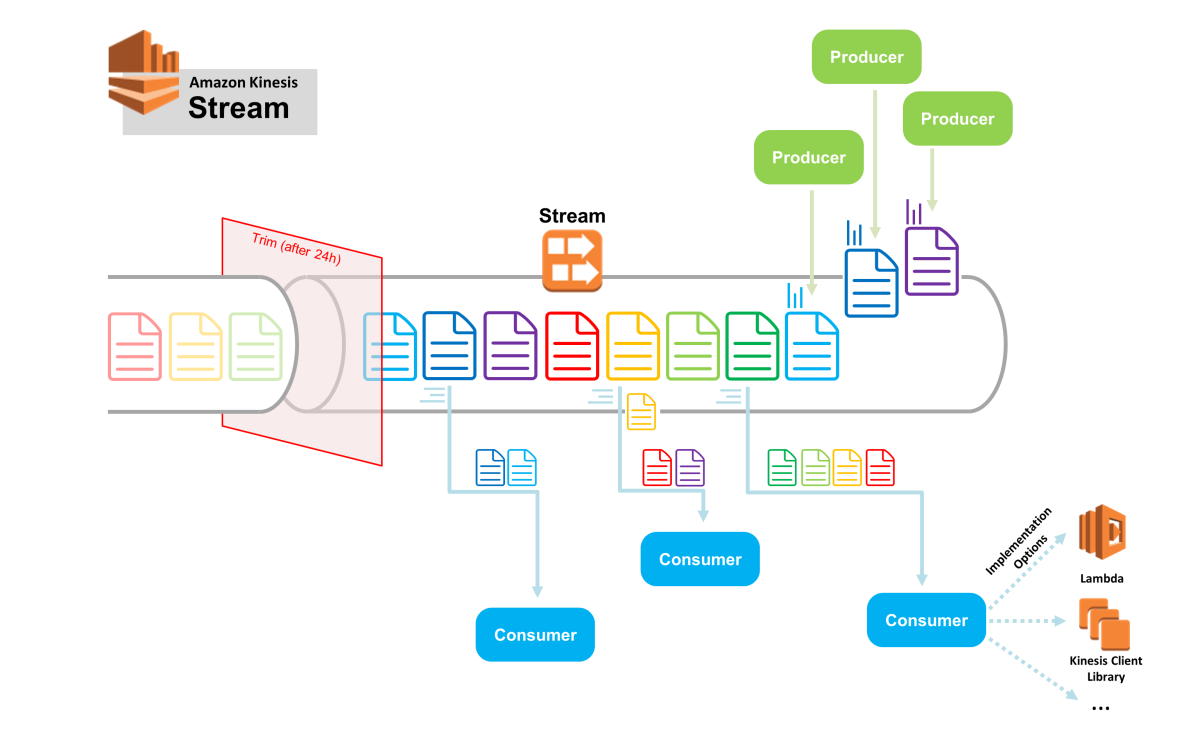 Amazon Kinesis
Stream
Producer
Producer
Producer
Stream
Trim (after 24h)
Consumer
Consumer
Consumer
Implementation
Options
Lambda
Kinesis Client
Library
...